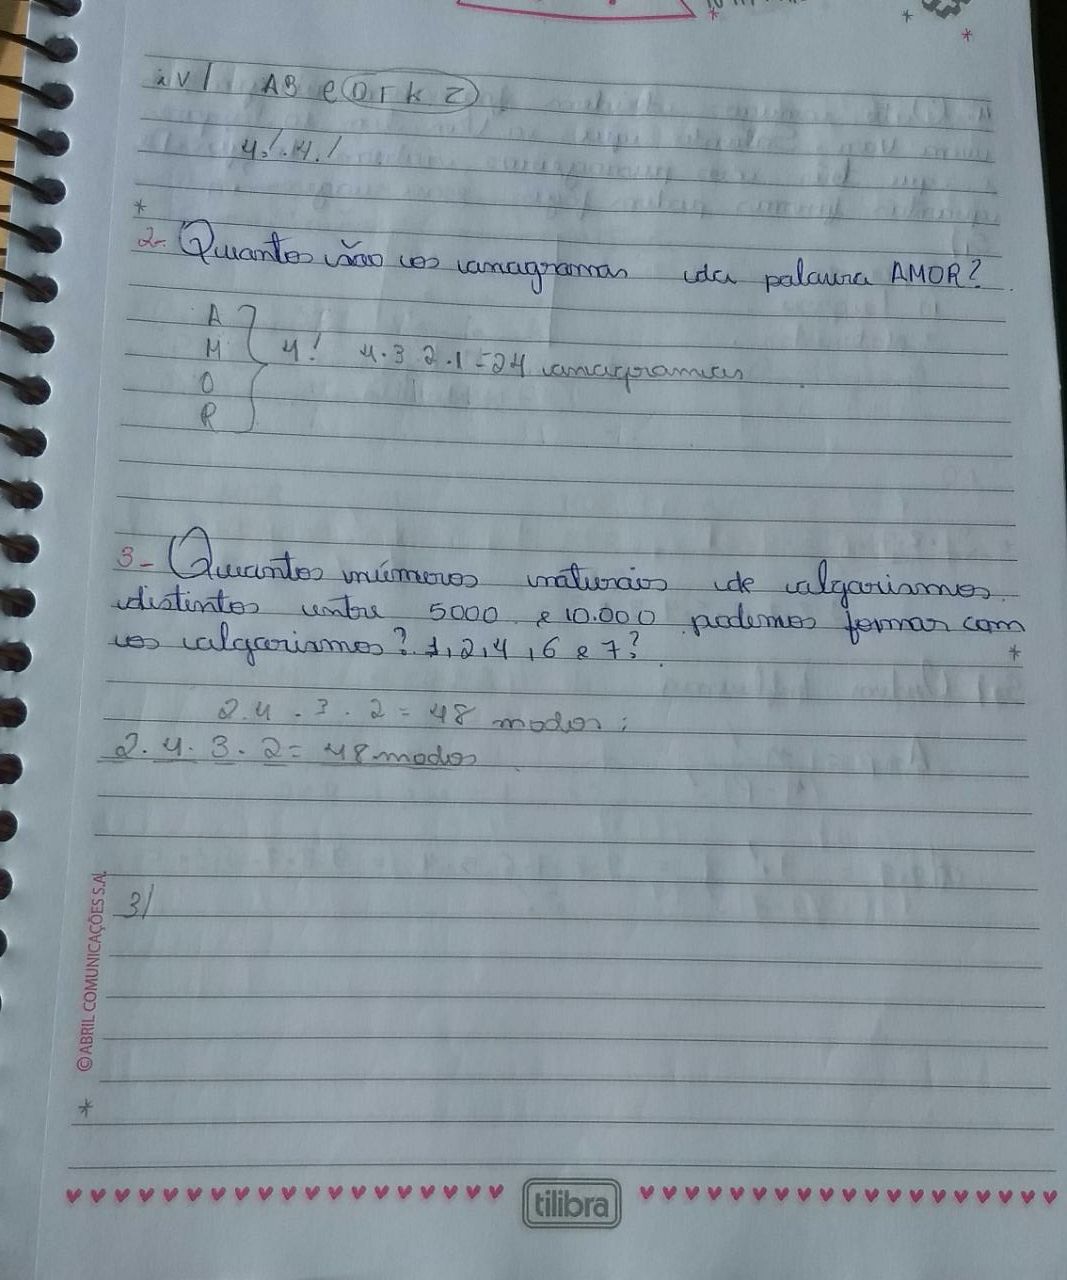 iv) AB e O r k z
4!.4!
2- Quantos são os anagramas da palavra AMOR?
A
M 4! 4.3 2.1=24 anagramas
O
R
3- Quantos números naturais de algarismos
distintos entre 5000 e 10.000 podemos formar com
os algarismos? 1,2,4,6 e 7?
2.4.3.2=48 modos;
2.4.3.2=48 modos
3)
©ABRIL COMUNICAÇÕES S.A.
tilibra